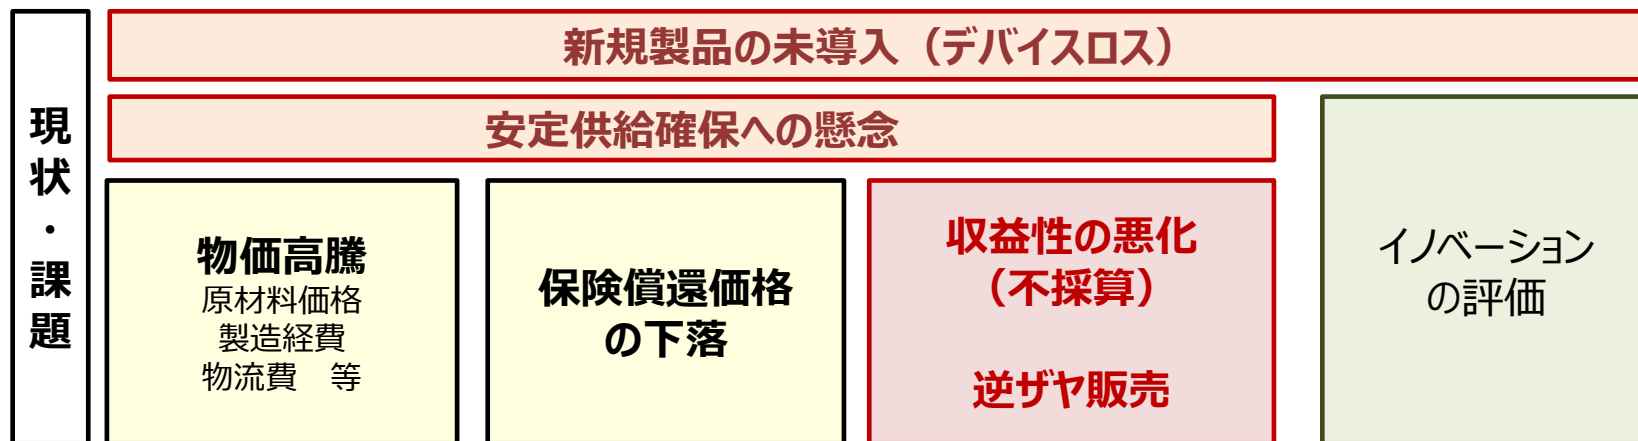 現状・課題
新規製品の未導入（デバイスロス）
安定供給確保への懸念
物価高騰
原材料価格
製造経費
物流費　等
保険償還価格
の下落
収益性の悪化
（不採算）
逆ザヤ販売
イノベーション
の評価